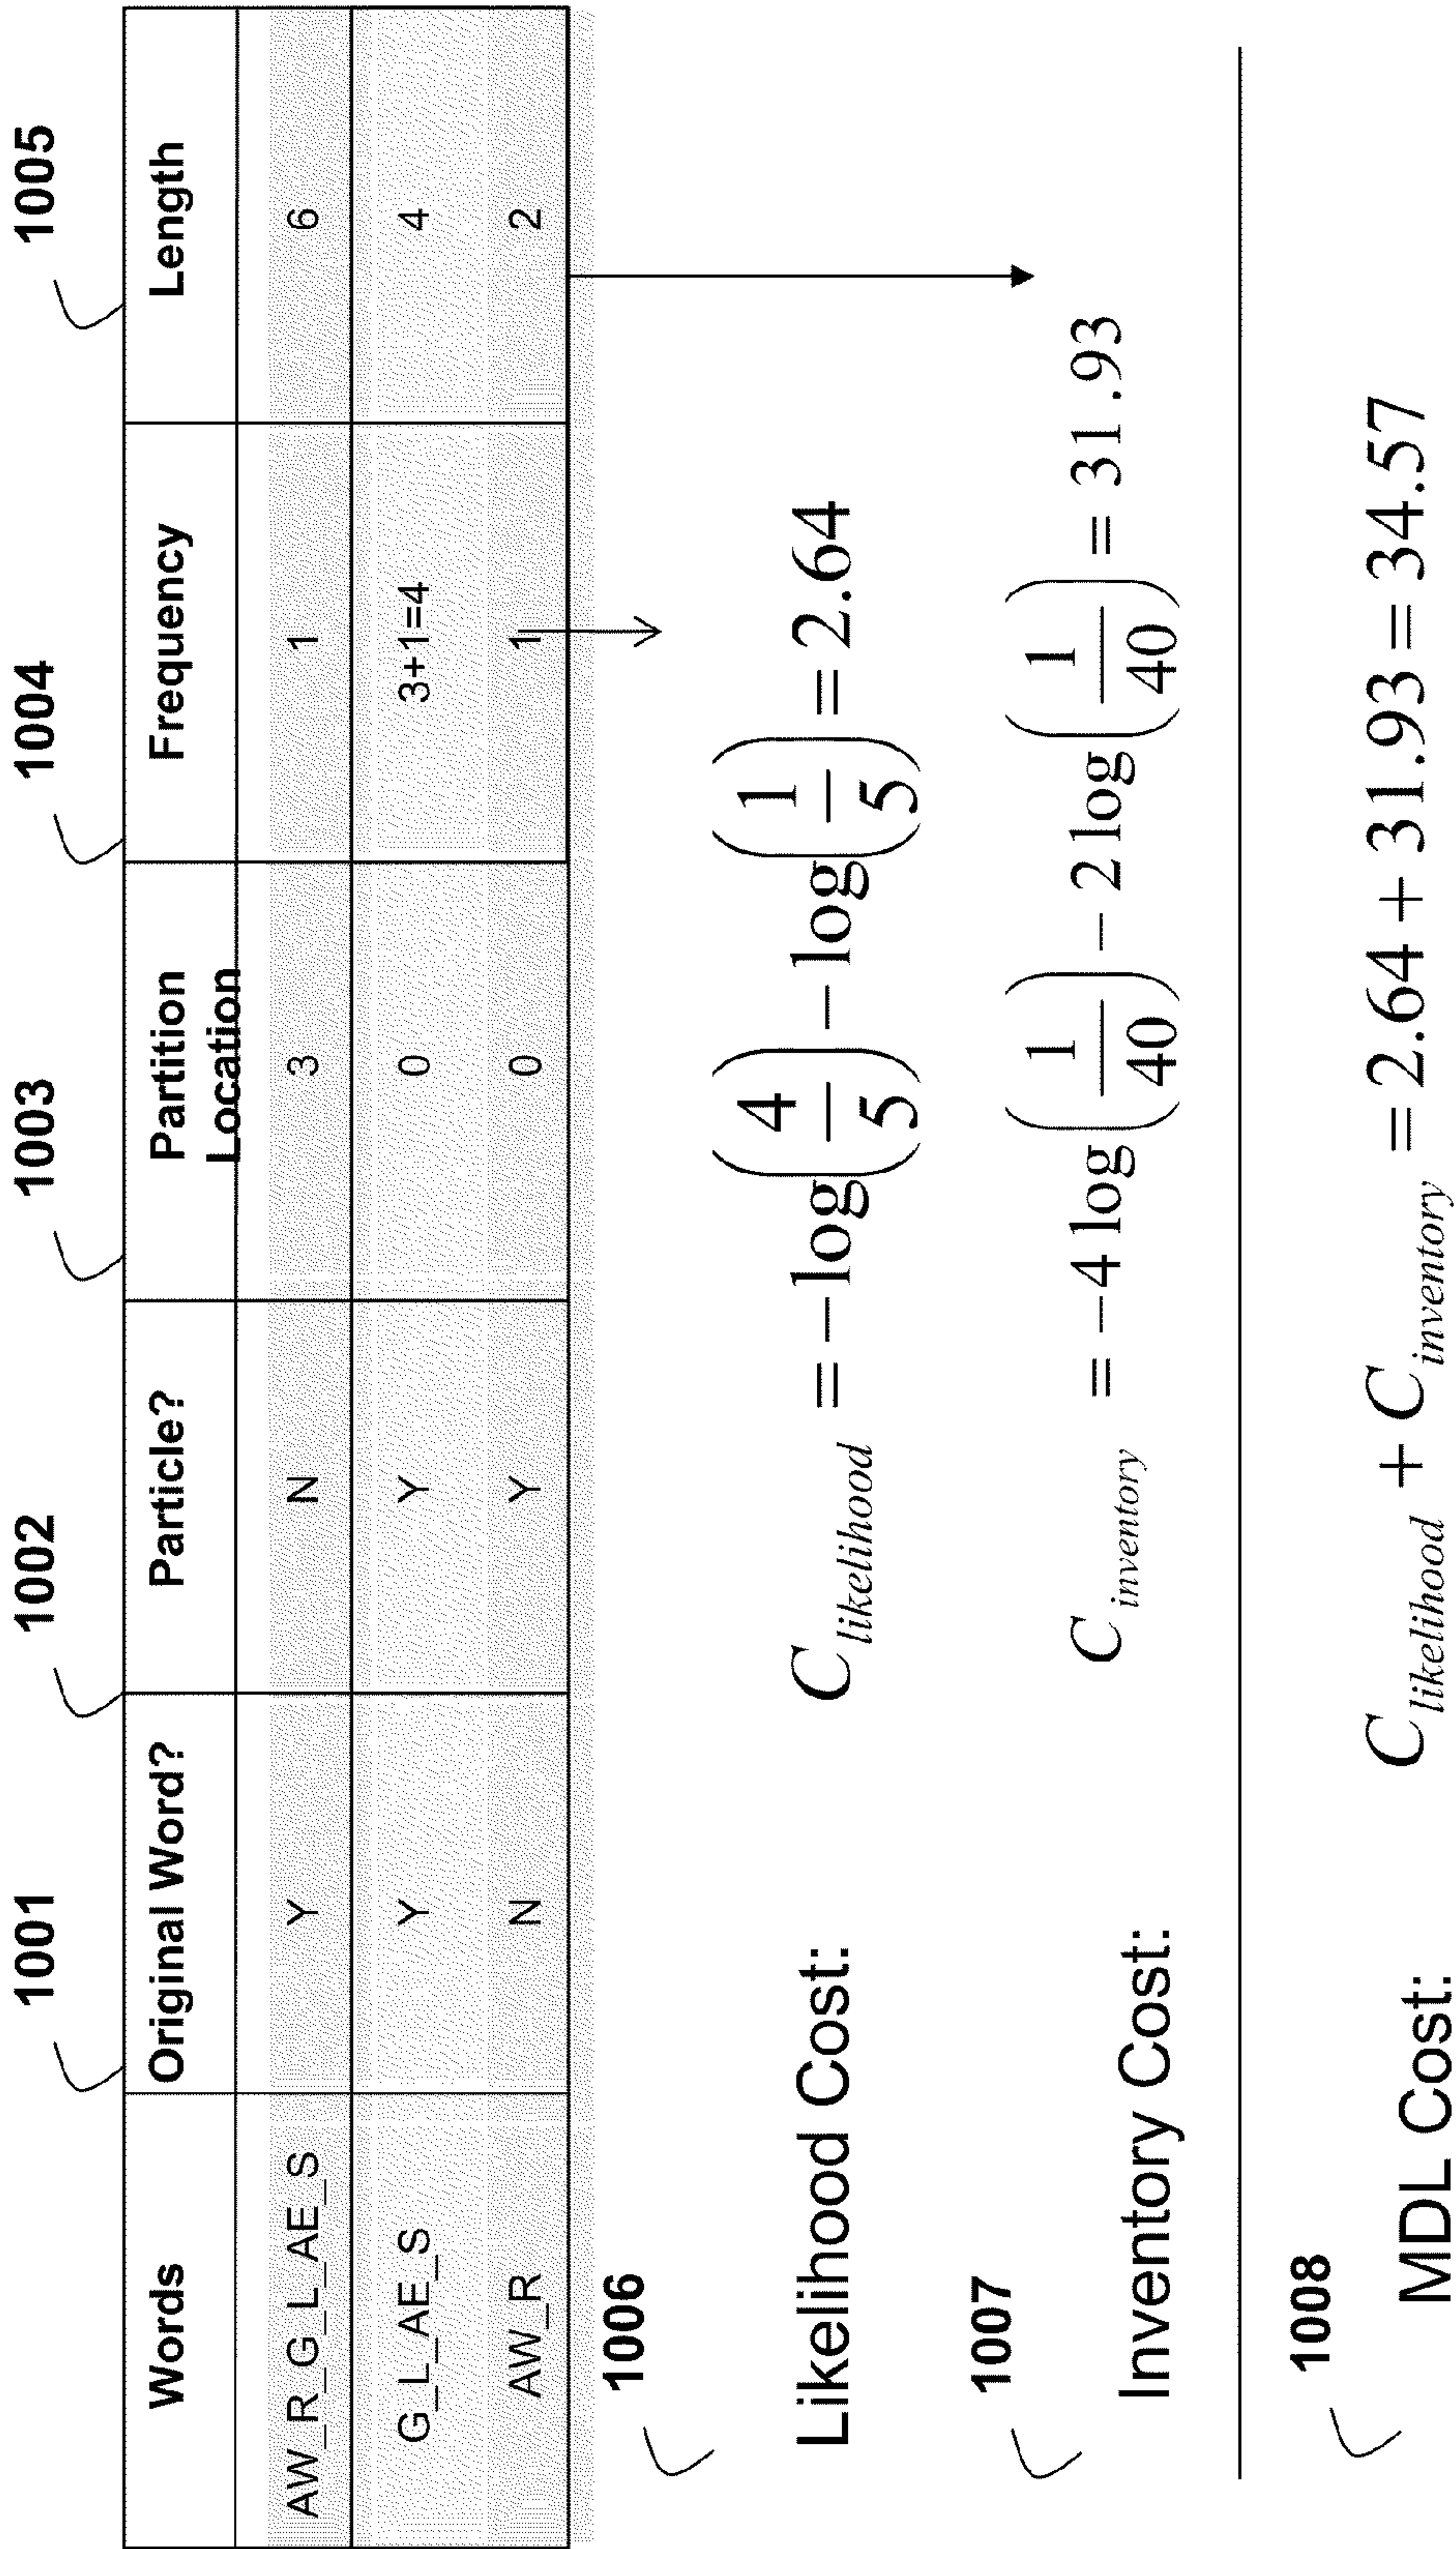 1001 1002 1003 1004 1005
Words Original Word? Particle? Partition Location Frequency Length
AW_R_G_L_AE_S Y N 3 1 6
G_L_AE_S Y Y 0 3+1=4 4
AW_R N Y 0 1 2
1006
Likelihood Cost: C_likelihood = -log(4/5) - log(1/5) = 2.64
1007
Inventory Cost: C_inventory = -4 log(1/40) - 2 log(1/40) = 31.93
1008
MDL Cost: C_likelihood + C_inventory = 2.64 + 31.93 = 34.57